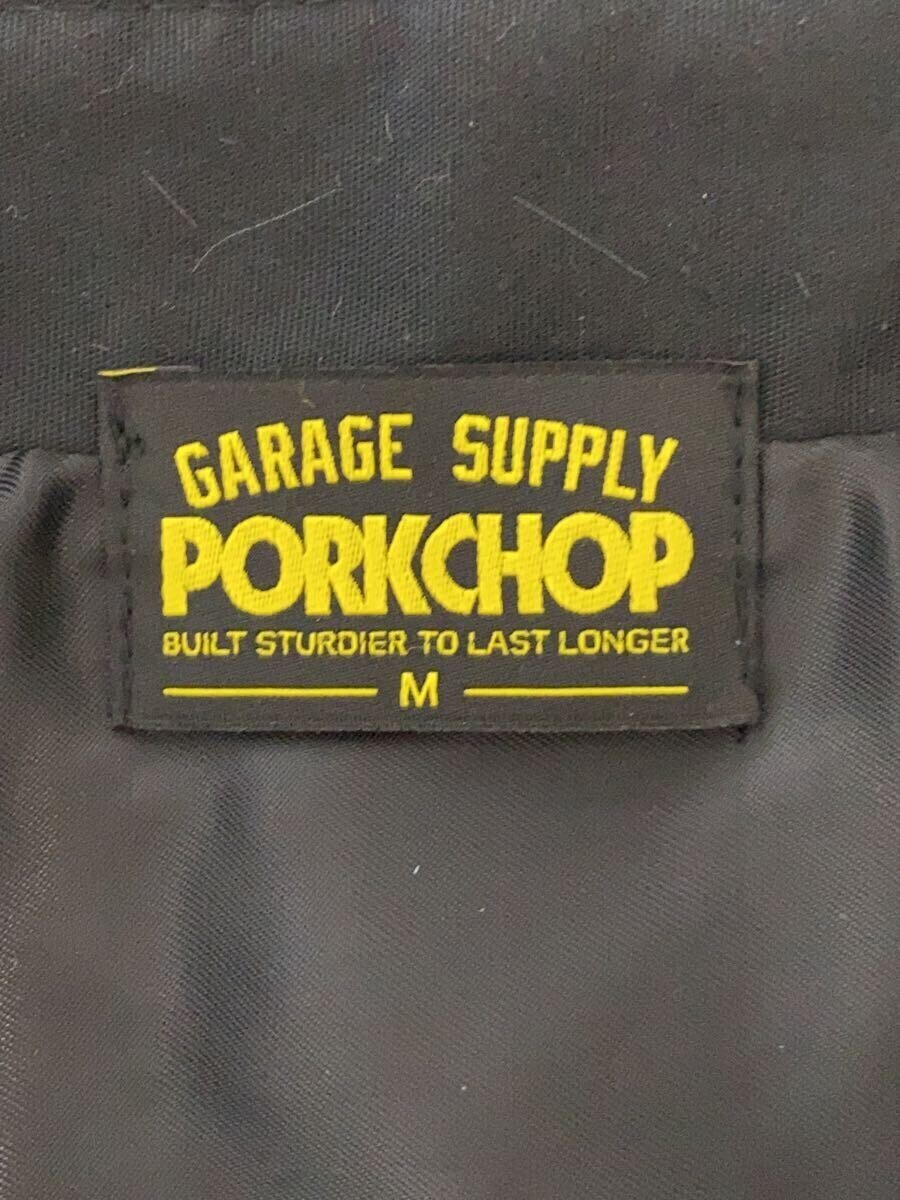 GARAGE SUPPLY
PORKCHOP
BUILT STURDIER TO LAST LONGER
M